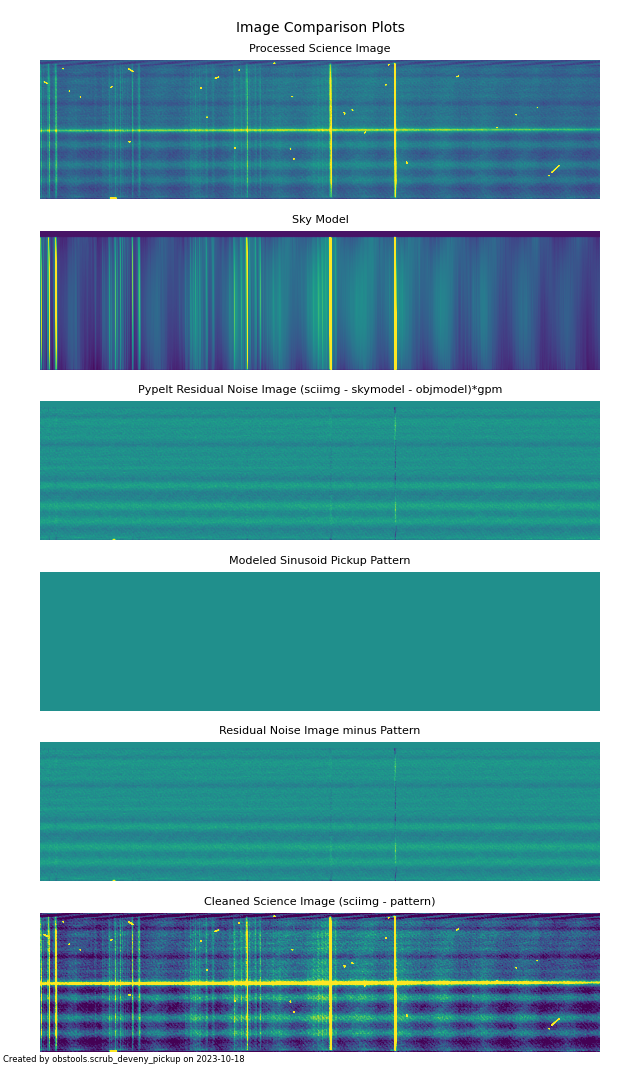 Image Comparison Plots
Processed Science Image
Sky Model
PypeIt Residual Noise Image (sciimg - skymodel - objmodel)*gpm
Modeled Sinusoid Pickup Pattern
Residual Noise Image minus Pattern
Cleaned Science Image (sciimg - pattern)
Created by obstools.scrub_deveny_pickup on 2023-10-18